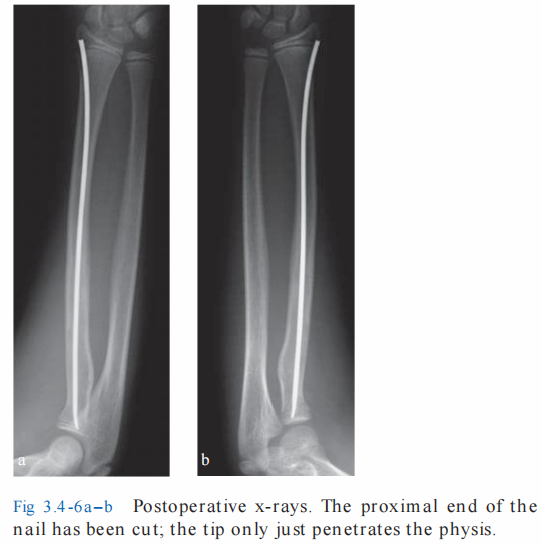 a
b
Fig 3.4-6a–b Postoperative x-rays. The proximal end of the
nail has been cut; the tip only just penetrates the physis.